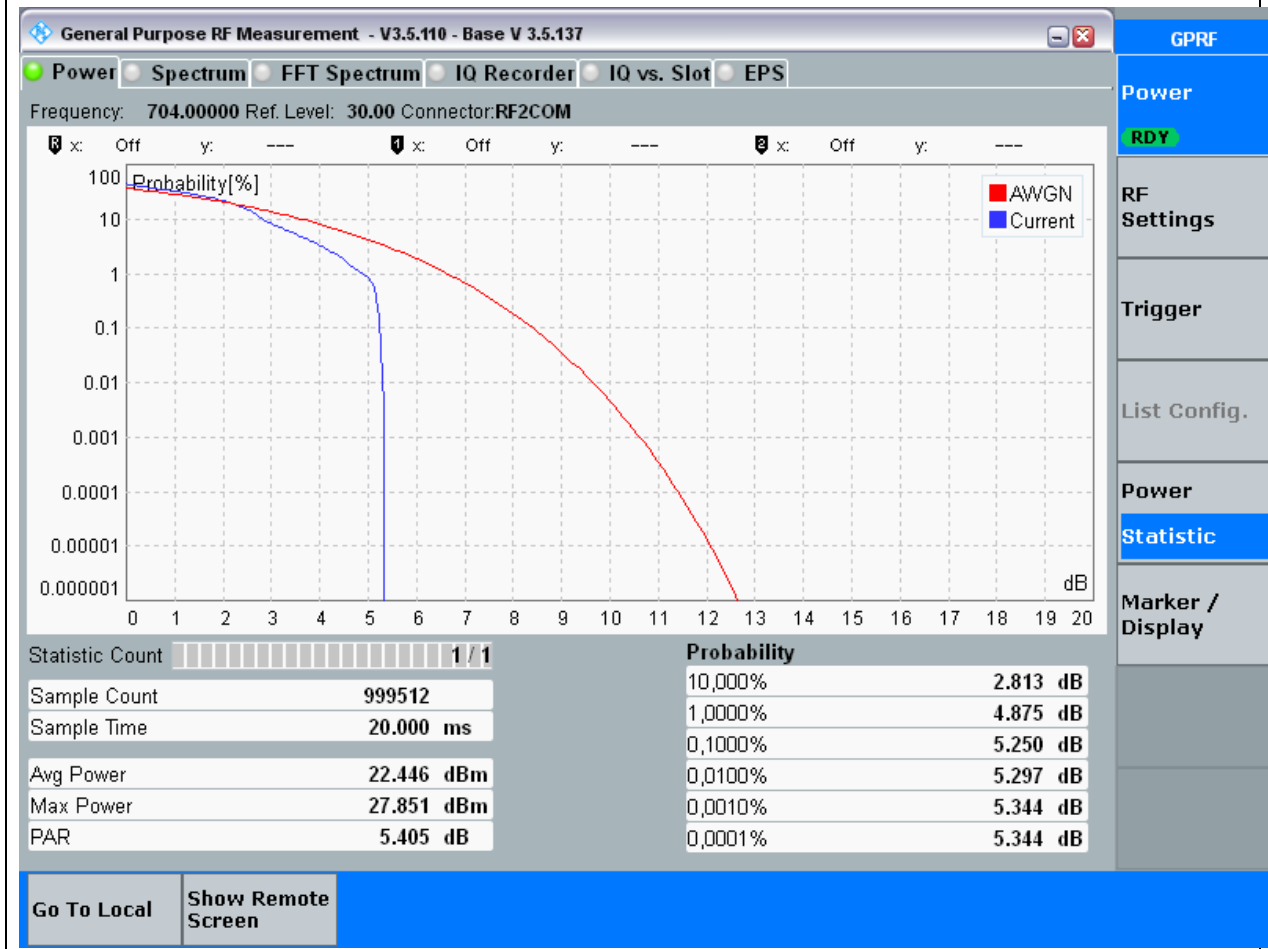 General Purpose RF Measurement - V3.5.110 - Base V 3.5.137
GPRF
Power Spectrum FFT Spectrum IQ Recorder IQ vs. Slot EPS
Frequency: 704.00000 Ref. Level: 30.00 Connector:RF2COM
R x: Off y: --- 1 x: Off y: --- 2 x: Off y: ---
Probability[%]
AWGN
Current
100
10
1
0.1
0.01
0.001
0.0001
0.00001
0.000001
dB
0 1 2 3 4 5 6 7 8 9 10 11 12 13 14 15 16 17 18 19 20
Statistic Count 1 / 1
Sample Count 999512
Sample Time 20.000 ms
Avg Power 22.446 dBm
Max Power 27.851 dBm
PAR 5.405 dB
Probability
10,000% 2.813 dB
1,0000% 4.875 dB
0,1000% 5.250 dB
0,0100% 5.297 dB
0,0010% 5.344 dB
0,0001% 5.344 dB
Power
RDY
RF
Settings
Trigger
List Config.
Power
Statistic
Marker /
Display
Go To Local
Show Remote
Screen